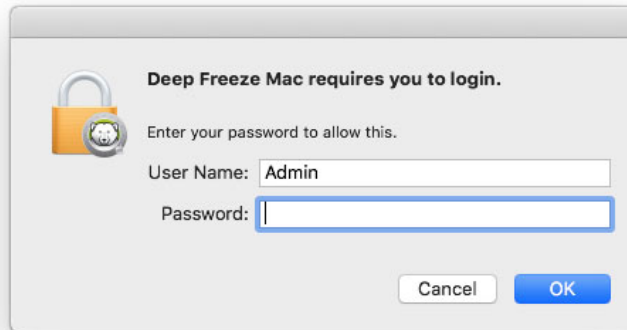 Deep Freeze Mac requires you to login.
Enter your password to allow this.
User Name: Admin
Password:
Cancel OK